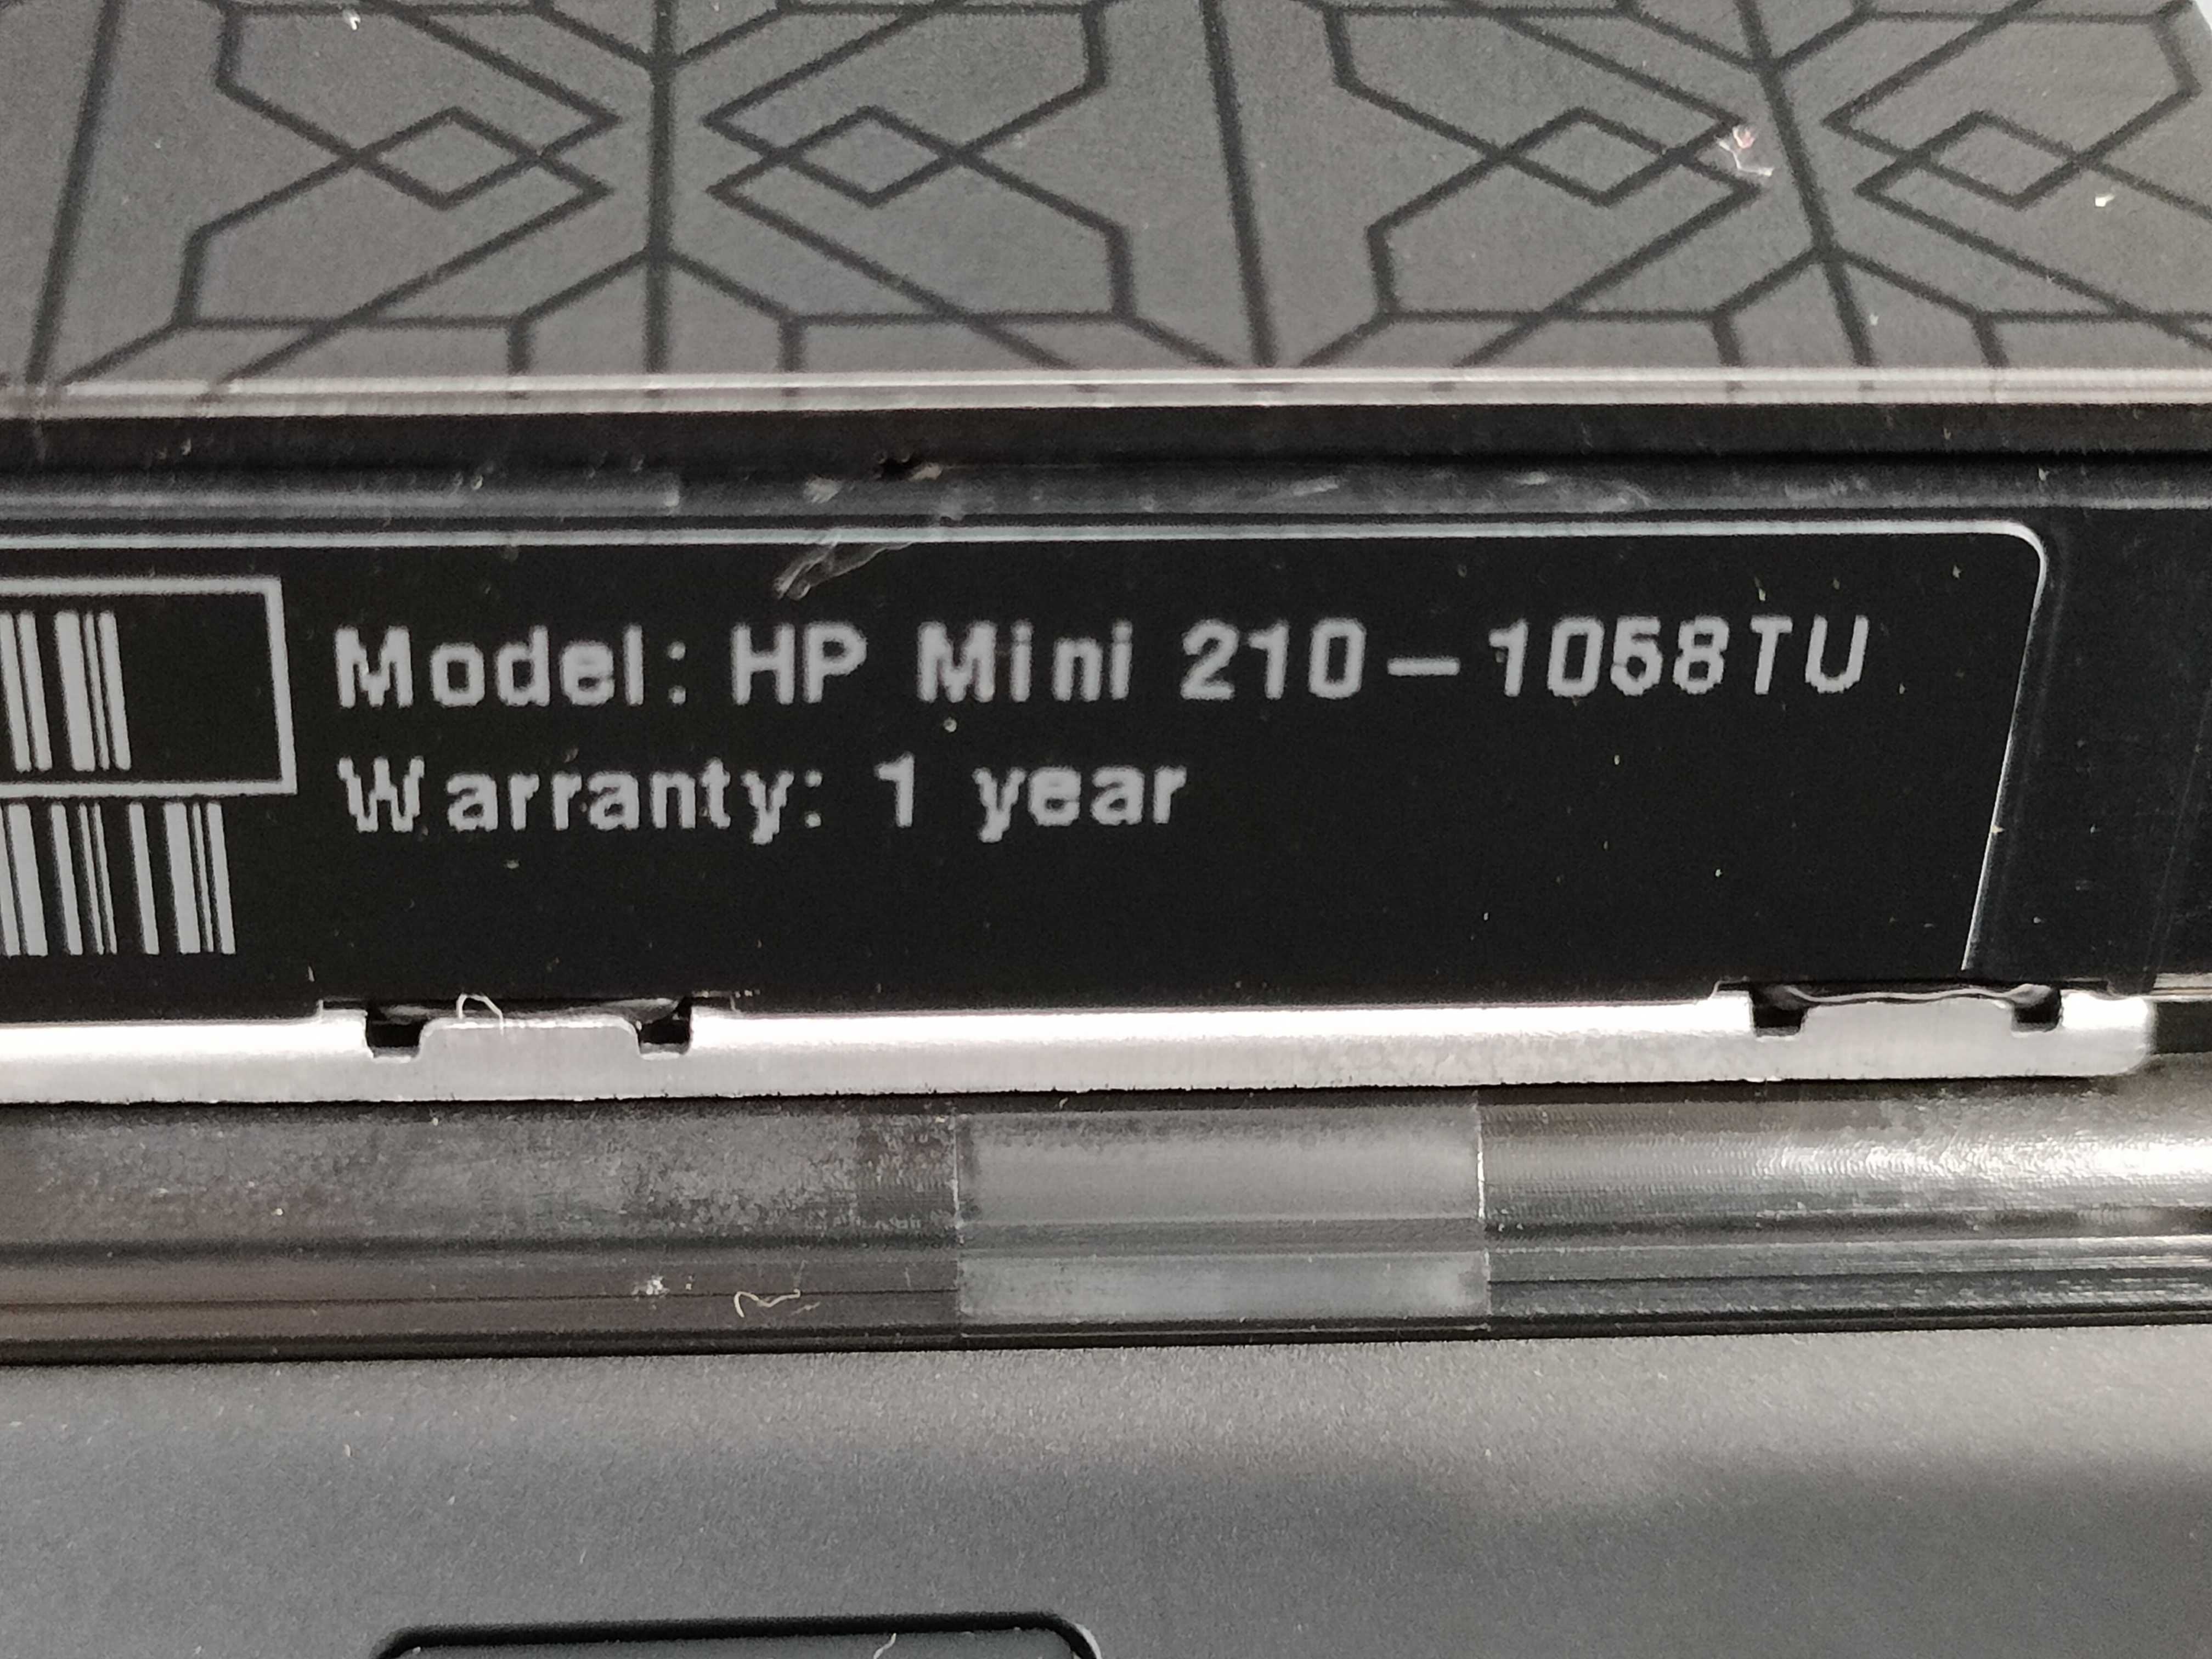 Model: HP Mini 210-1058TU
Warranty: 1 year